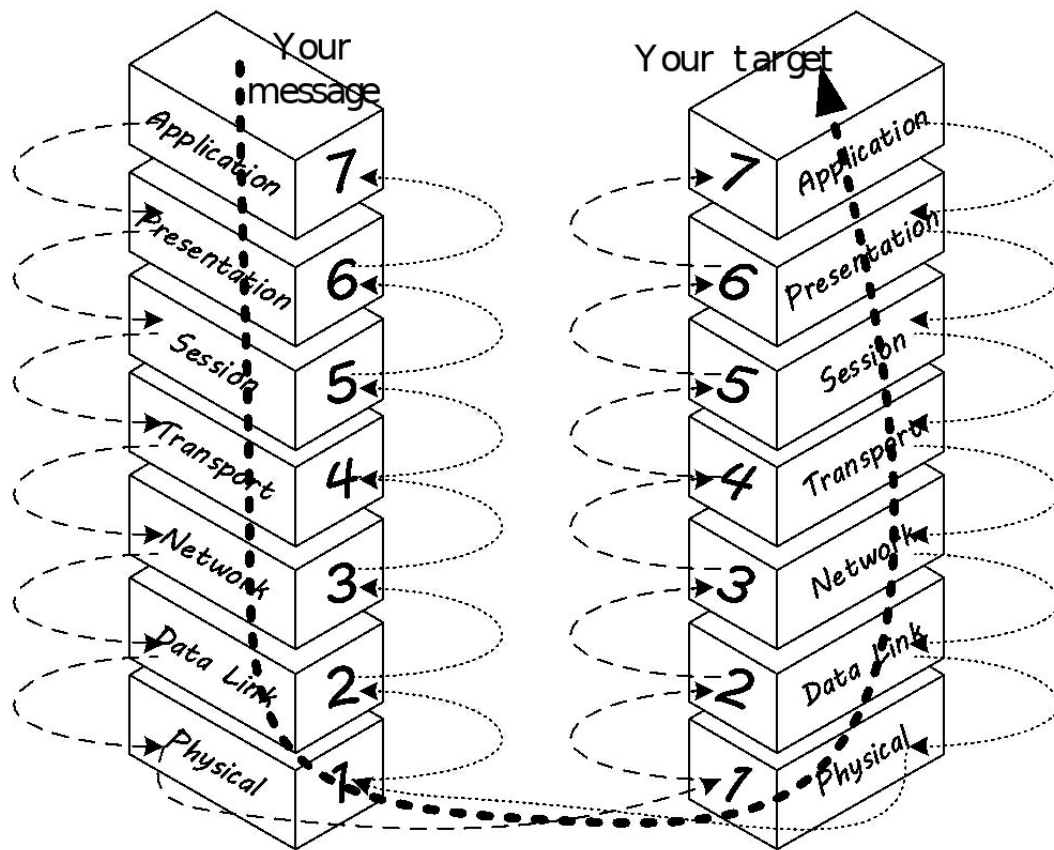 Your
message
Your target
Application
7
Presentation
6
Session
5
Transport
4
Network
3
Data Link
2
Physical
1
7
Application
6
Presentation
5
Session
4
Transport
3
Network
2
Data Link
1
Physical